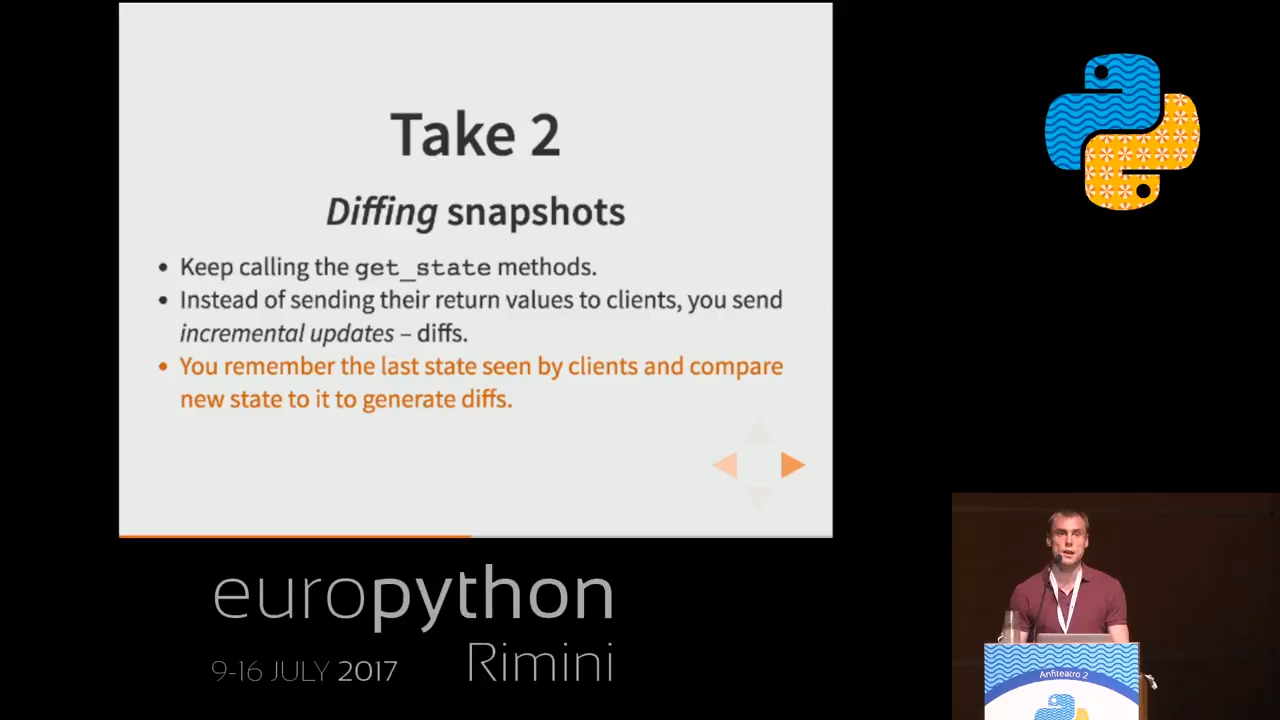 Take 2
Diffing snapshots
• Keep calling the get_state methods.
• Instead of sending their return values to clients, you send
incremental updates – diffs.
• You remember the last state seen by clients and compare
new state to it to generate diffs.
europython
9-16 JULY 2017
Rimini
Anfiteatro 2